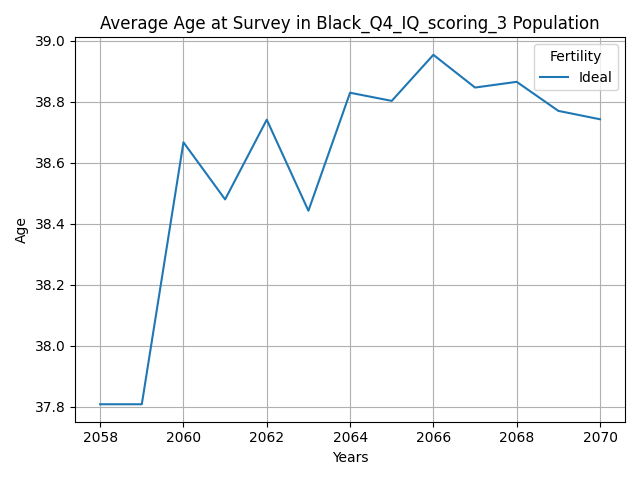 Average Age at Survey in Black_Q4_IQ_scoring_3 Population
Fertility
Ideal
39.0
38.8
38.6
38.4
38.2
38.0
37.8
Age
2058
2060
2062
2064
2066
2068
2070
Years